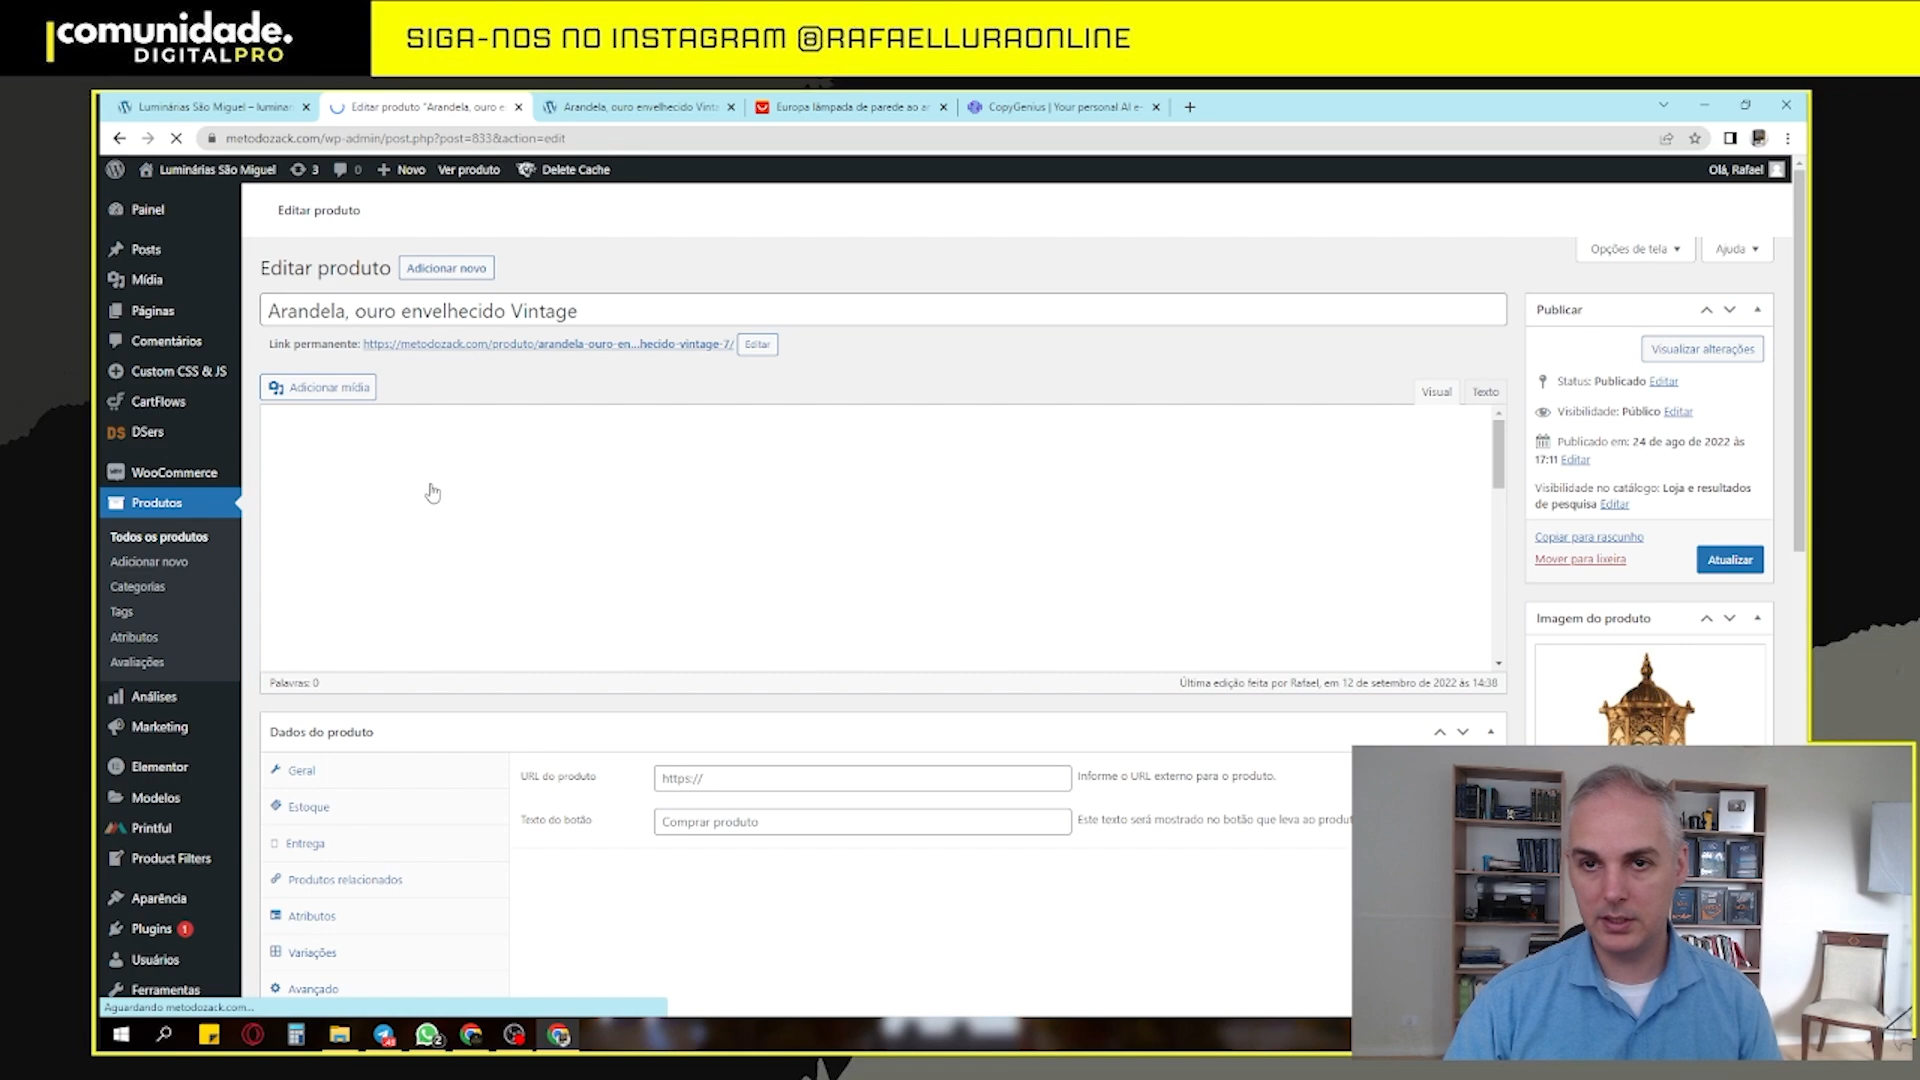 comunidade.
DIGITALPRO
SIGA-NOS NO INSTAGRAM @RAFAELLURAONLINE
Luminárias São Miguel – luminar
Editar produto "Arandela, ouro e
Arandela, ouro envelhecido Vint
Europa lâmpada de parede ao ar
CopyGenius | Your personal AI e-
metodozack.com/wp-admin/post.php?post=833&action=edit
Luminárias São Miguel 3 0 Novo Ver produto Delete Cache Olá, Rafael
Painel
Posts
Mídia
Páginas
Comentários
Custom CSS & JS
CartFlows
DS DSers
WooCommerce
Produtos
Todos os produtos
Adicionar novo
Categorias
Tags
Atributos
Avaliações
Análises
Marketing
Elementor
Modelos
Printful
Product Filters
Aparência
Plugins 1
Usuários
Ferramentas
Aguardando metodozack.com...
Editar produto
Opções de tela
Ajuda
Editar produto
Adicionar novo
Arandela, ouro envelhecido Vintage
Link permanente: https://metodozack.com/produto/arandela-ouro-en...hecido-vintage-7/ Editar
Adicionar mídia
Visual
Texto
Palavras: 0
Última edição feita por Rafael, em 12 de setembro de 2022 às 14:38
Dados do produto
Geral
Estoque
Entrega
Produtos relacionados
Atributos
Variações
Avançado
URL do produto
https://
Informe o URL externo para o produto.
Texto do botão
Comprar produto
Este texto será mostrado no botão que leva ao produt
Publicar
Visualizar alterações
Status: Publicado Editar
Visibilidade: Público Editar
Publicado em: 24 de ago de 2022 às
17:11 Editar
Visibilidade no catálogo: Loja e resultados
de pesquisa Editar
Copiar para rascunho
Mover para lixeira
Atualizar
Imagem do produto